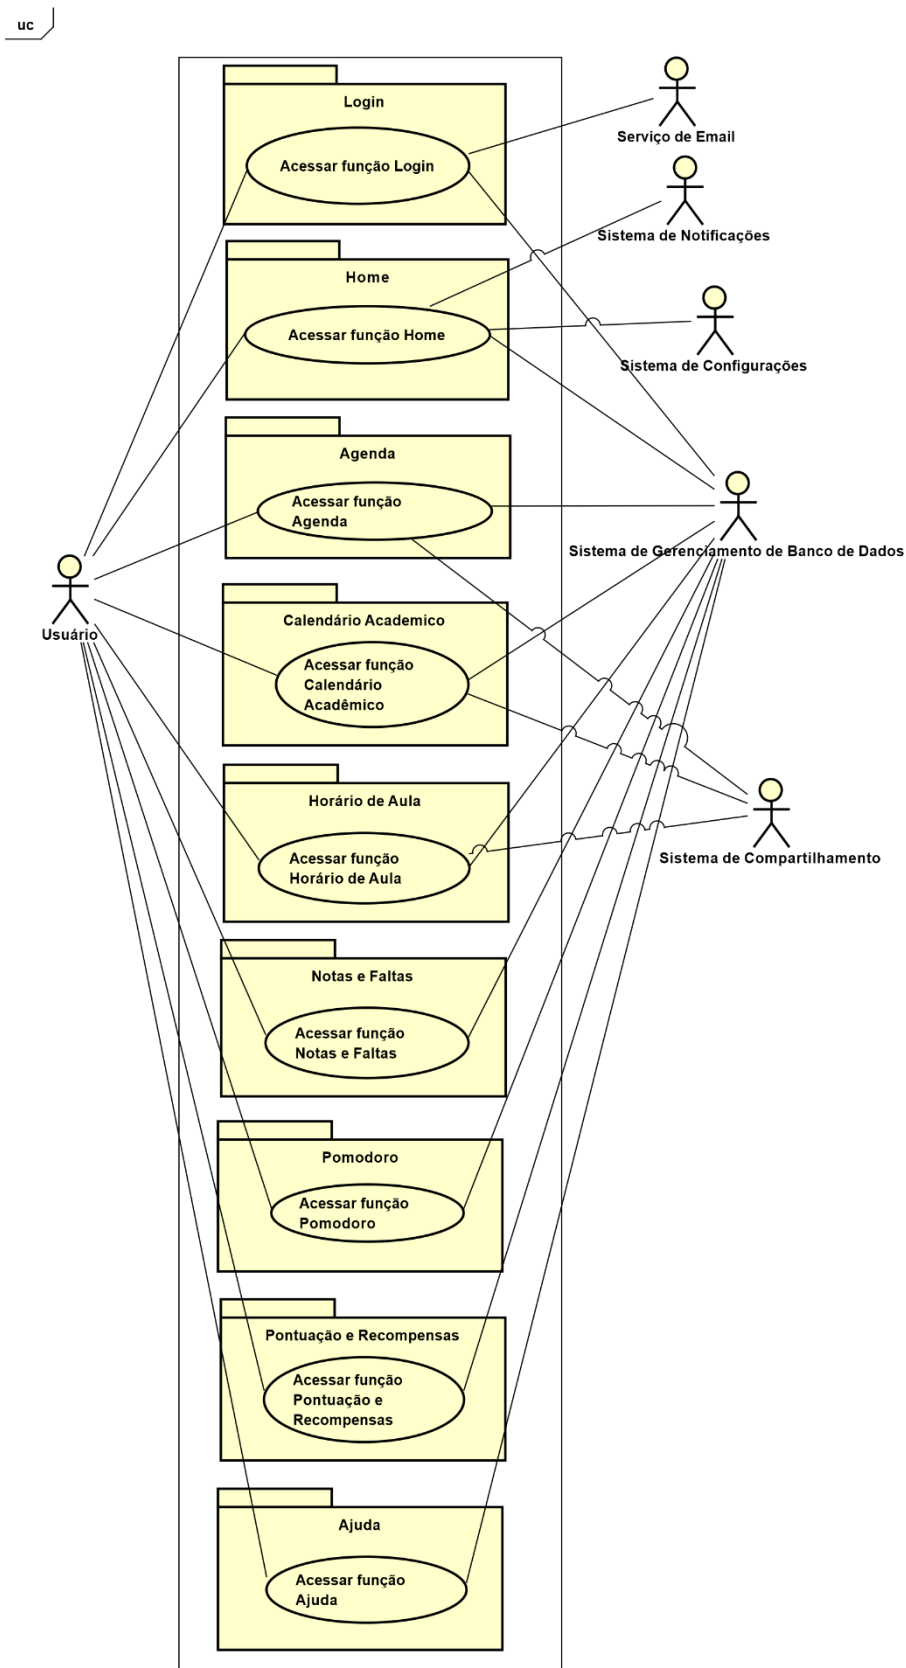 uc
Login
Acessar função Login
Serviço de Email
Sistema de Notificações
Home
Acessar função Home
Sistema de Configurações
Agenda
Acessar função
Agenda
Sistema de Gerenciamento de Banco de Dados
Usuário
Calendário Academico
Acessar função
Calendário
Acadêmico
Horário de Aula
Acessar função
Horário de Aula
Sistema de Compartilhamento
Notas e Faltas
Acessar função
Notas e Faltas
Pomodoro
Acessar função
Pomodoro
Pontuação e Recompensas
Acessar função
Pontuação e
Recompensas
Ajuda
Acessar função
Ajuda